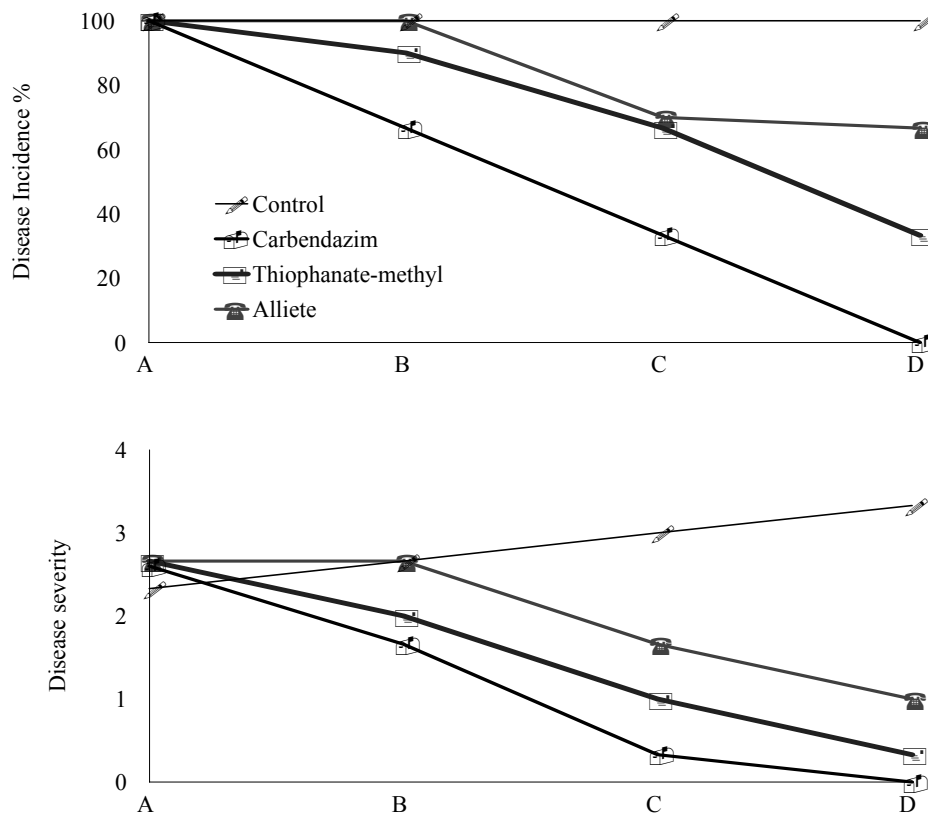 100
80
60
40
20
0
Disease Incidence %
Control
Carbendazim
Thiophanate-methyl
Alliete
A B C D
4
3
2
1
0
Disease severity
A B C D